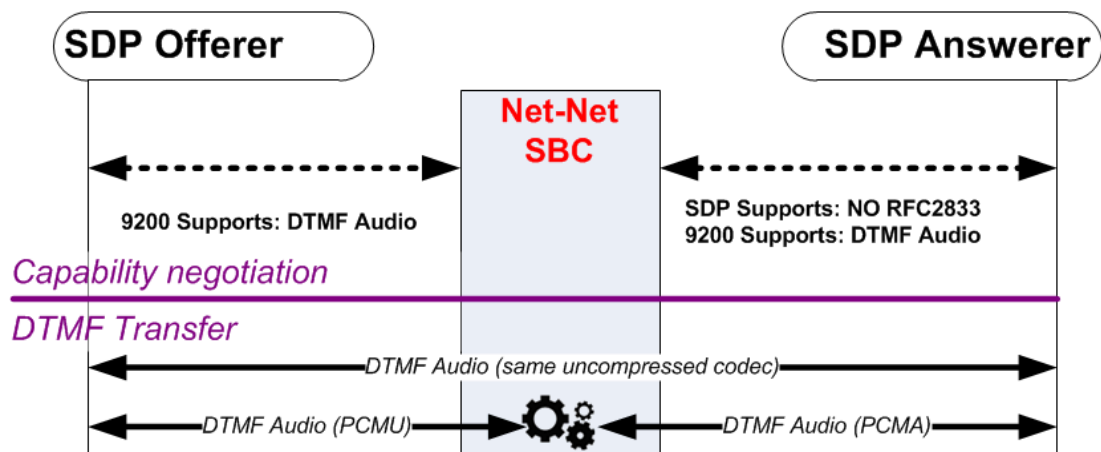 SDP Offerer
SDP Answerer
Net-Net
SBC
9200 Supports: DTMF Audio
SDP Supports: NO RFC2833
9200 Supports: DTMF Audio
Capability negotiation
DTMF Transfer
DTMF Audio (same uncompressed codec)
DTMF Audio (PCMU)
DTMF Audio (PCMA)